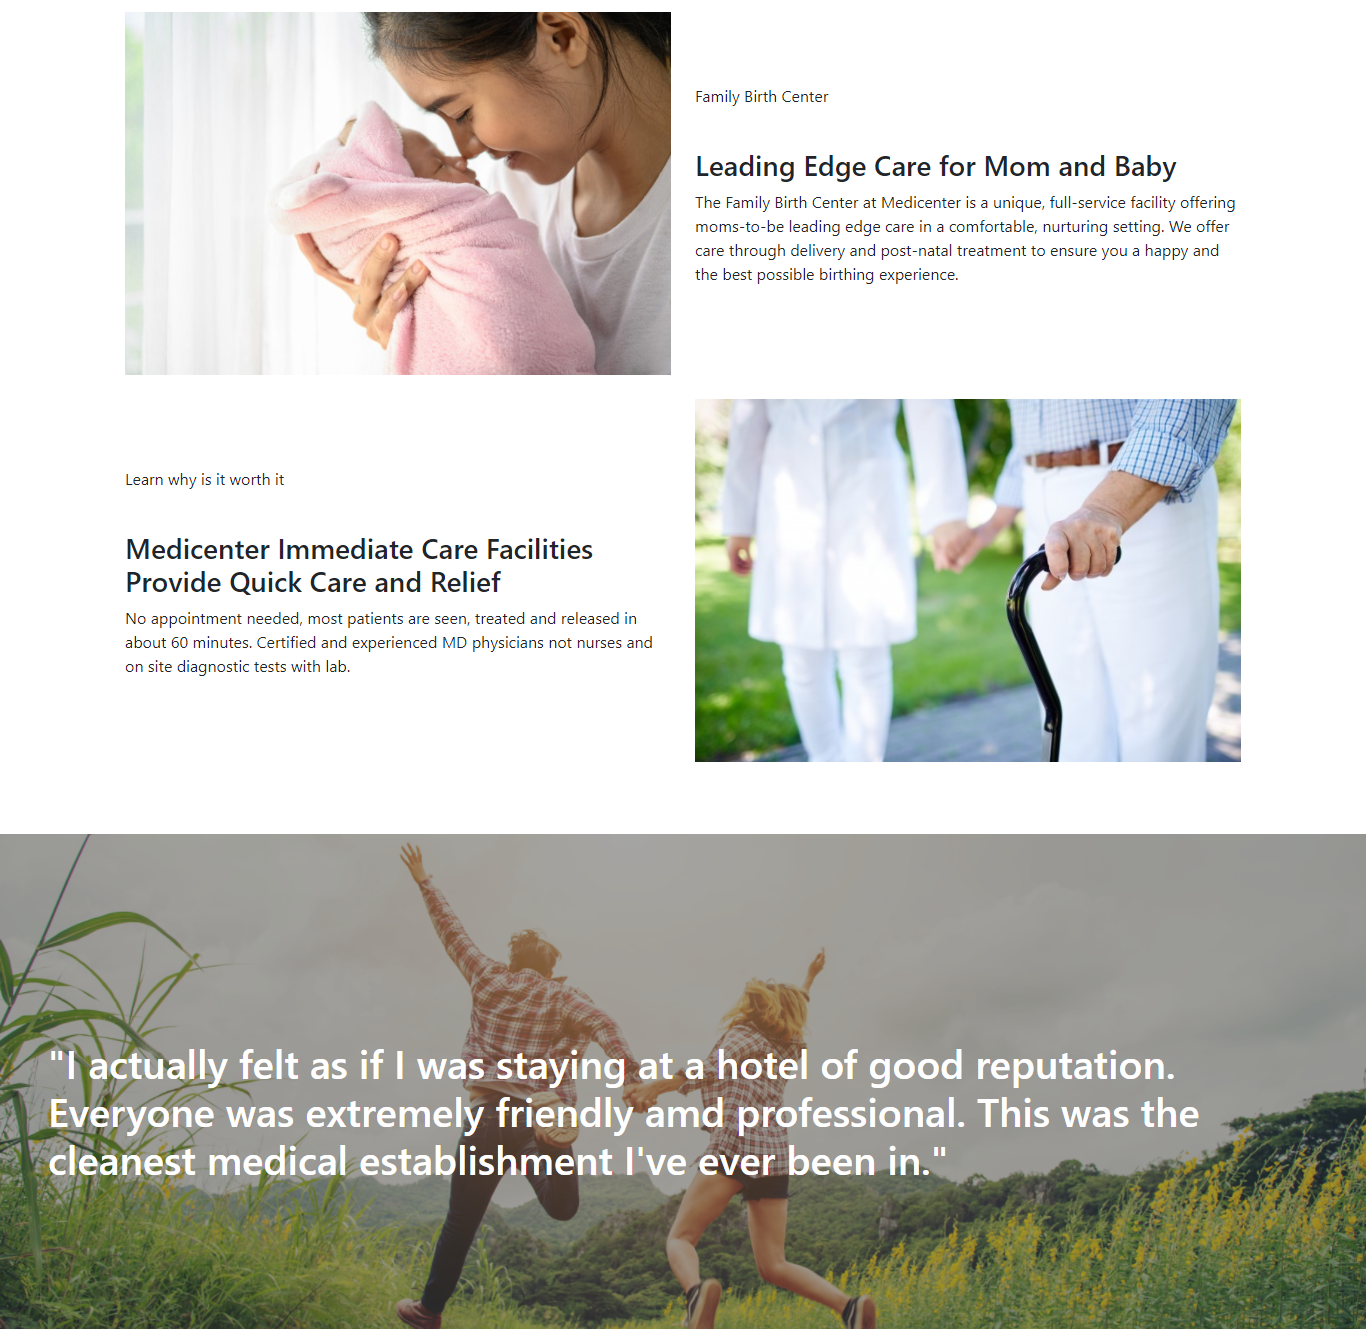 Family Birth Center
Leading Edge Care for Mom and Baby
The Family Birth Center at Medicenter is a unique, full-service facility offering
moms-to-be leading edge care in a comfortable, nurturing setting. We offer
care through delivery and post-natal treatment to ensure you a happy and
the best possible birthing experience.
Learn why is it worth it
Medicenter Immediate Care Facilities
Provide Quick Care and Relief
No appointment needed, most patients are seen, treated and released in
about 60 minutes. Certified and experienced MD physicians not nurses and
on site diagnostic tests with lab.
"I actually felt as if I was staying at a hotel of good reputation.
Everyone was extremely friendly amd professional. This was the
cleanest medical establishment I've ever been in."